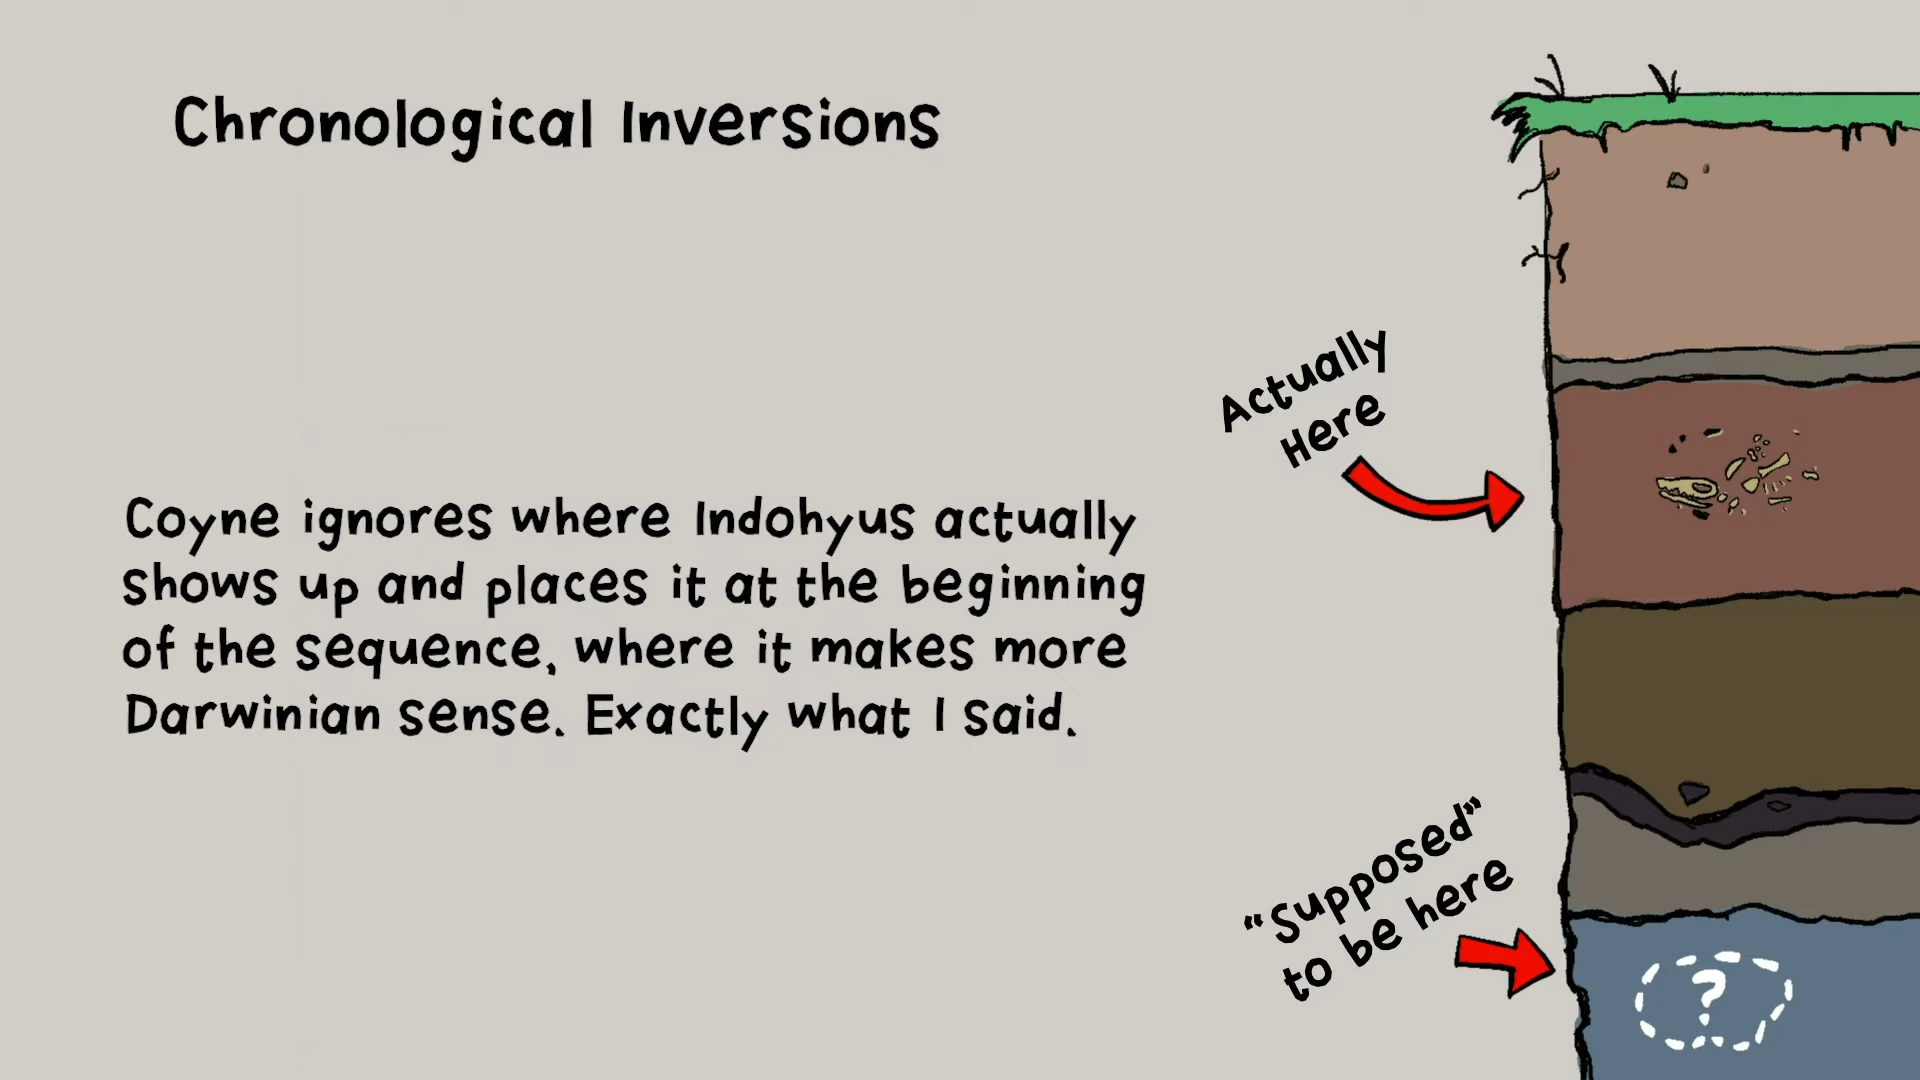 Chronological Inversions
Actually
Here
Coyne ignores where Indohyus actually
shows up and places it at the beginning
of the sequence, where it makes more
Darwinian sense. Exactly what I said.
“Supposed”
to be here
?